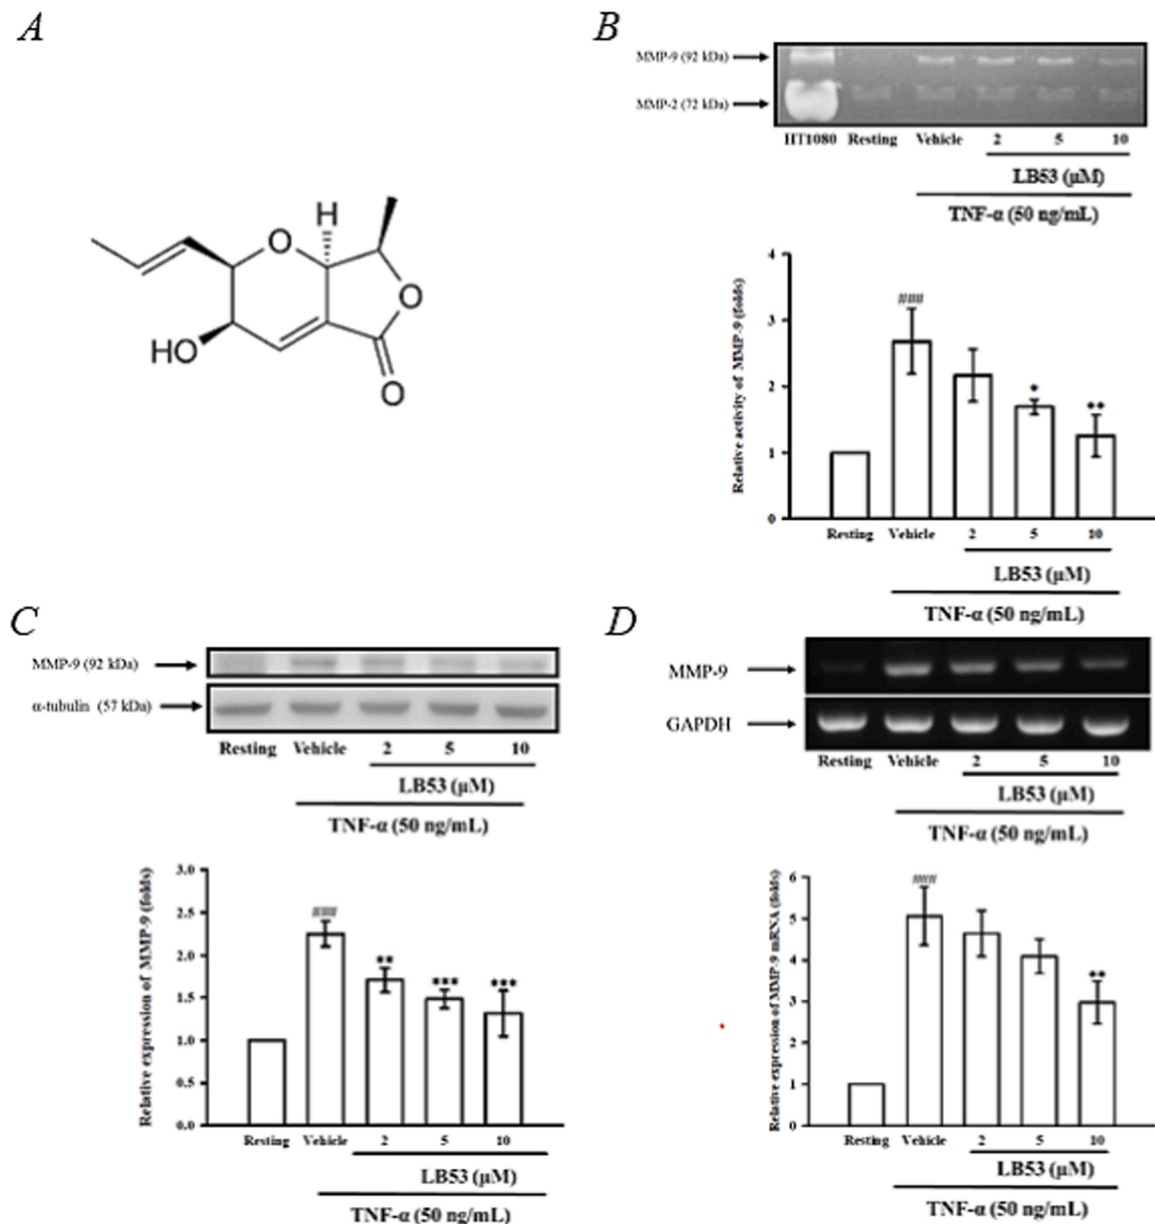 A
H
O
O
HO
O
B
MMP-9 (92 kDa)
MMP-2 (72 kDa)
HT1080 Resting Vehicle 2 5 10
LB53 (μM)
TNF-α (50 ng/mL)
Relative activity of MMP-9 (folds)
4
3
2
1
0
###
*
**
Resting Vehicle 2 5 10
LB53 (μM)
TNF-α (50 ng/mL)
C
MMP-9 (92 kDa)
α-tubulin (57 kDa)
Resting Vehicle 2 5 10
LB53 (μM)
TNF-α (50 ng/mL)
Relative expression of MMP-9 (folds)
3.0
2.5
2.0
1.5
1.0
0.5
0.0
###
**
***
***
Resting Vehicle 2 5 10
LB53 (μM)
TNF-α (50 ng/mL)
D
MMP-9
GAPDH
Resting Vehicle 2 5 10
LB53 (μM)
TNF-α (50 ng/mL)
Relative expression of MMP-9 mRNA (folds)
6
5
4
3
2
1
0
###
**
Resting Vehicle 2 5 10
LB53 (μM)
TNF-α (50 ng/mL)